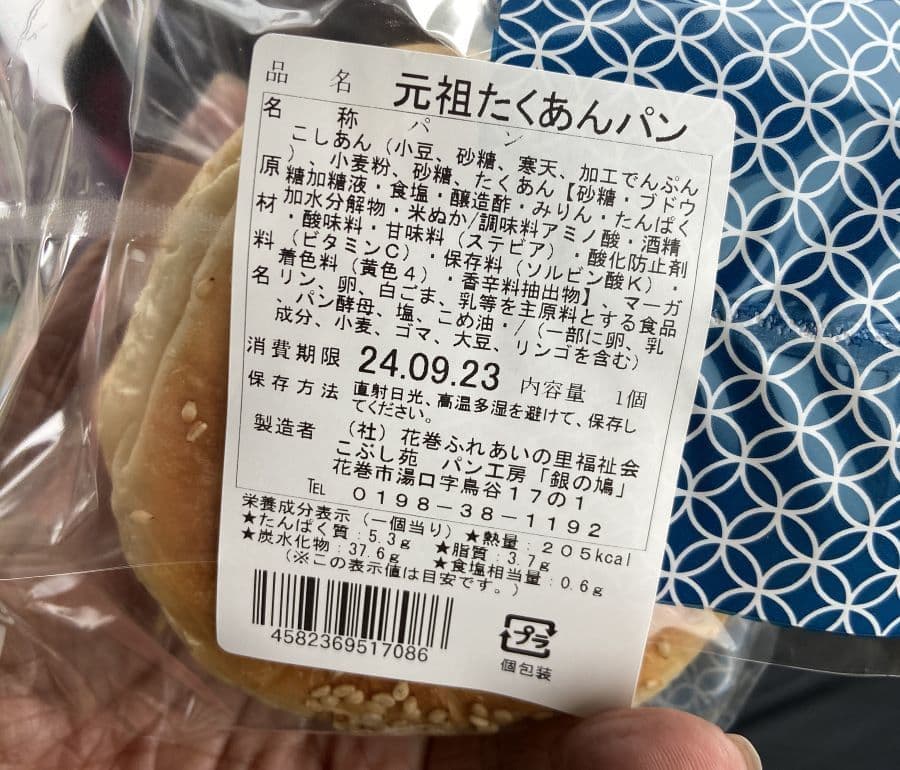 品名 元祖たくあんパン
名称 パン
こしあん（小豆、砂糖、寒天、加工でんぷん
）、小麦粉、砂糖、たくあん【砂糖・ブドウ
糖加糖液・食塩・醸造酢・みりん・たんぱく
加水分解物・米ぬか/調味料アミノ酸・酒精
・酸味料・甘味料（ステビア）・酸化防止剤
（ビタミンC）・保存料（ソルビン酸K）・
着色料（黄色4）・香辛料抽出物】、マーガ
リン、卵、白ごま、乳等を主原料とする食品
、パン酵母、塩、こめ油・/（一部に卵、乳
成分、小麦、ゴマ、大豆、リンゴを含む）
原材料名
消費期限 24.09.23 内容量 1個
保存方法 直射日光、高温多湿を避けて、保存し
てください。
製造者 （社）花巻ふれあいの里福祉会
こぶし苑 パン工房「銀の鳩」
花巻市湯口字鳥谷17の1
TEL 0198-38-1192
栄養成分表示（一個当り）★熱量：205kcal
★たんぱく質：5.3g ★脂質：3.7g
★炭水化物：37.6g ★食塩相当量：0.6g
（※この表示値は目安です。）
4582369517086
プラ
個包装